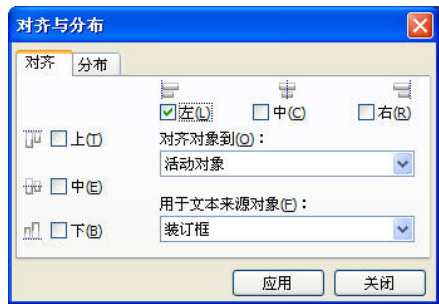 对齐与分布
对齐 分布
左(L) 中(C) 右(R)
上(T) 对齐对象到(O)：
活动对象
中(E)
用于文本来源对象(F)：
下(B) 装订框
应用 关闭